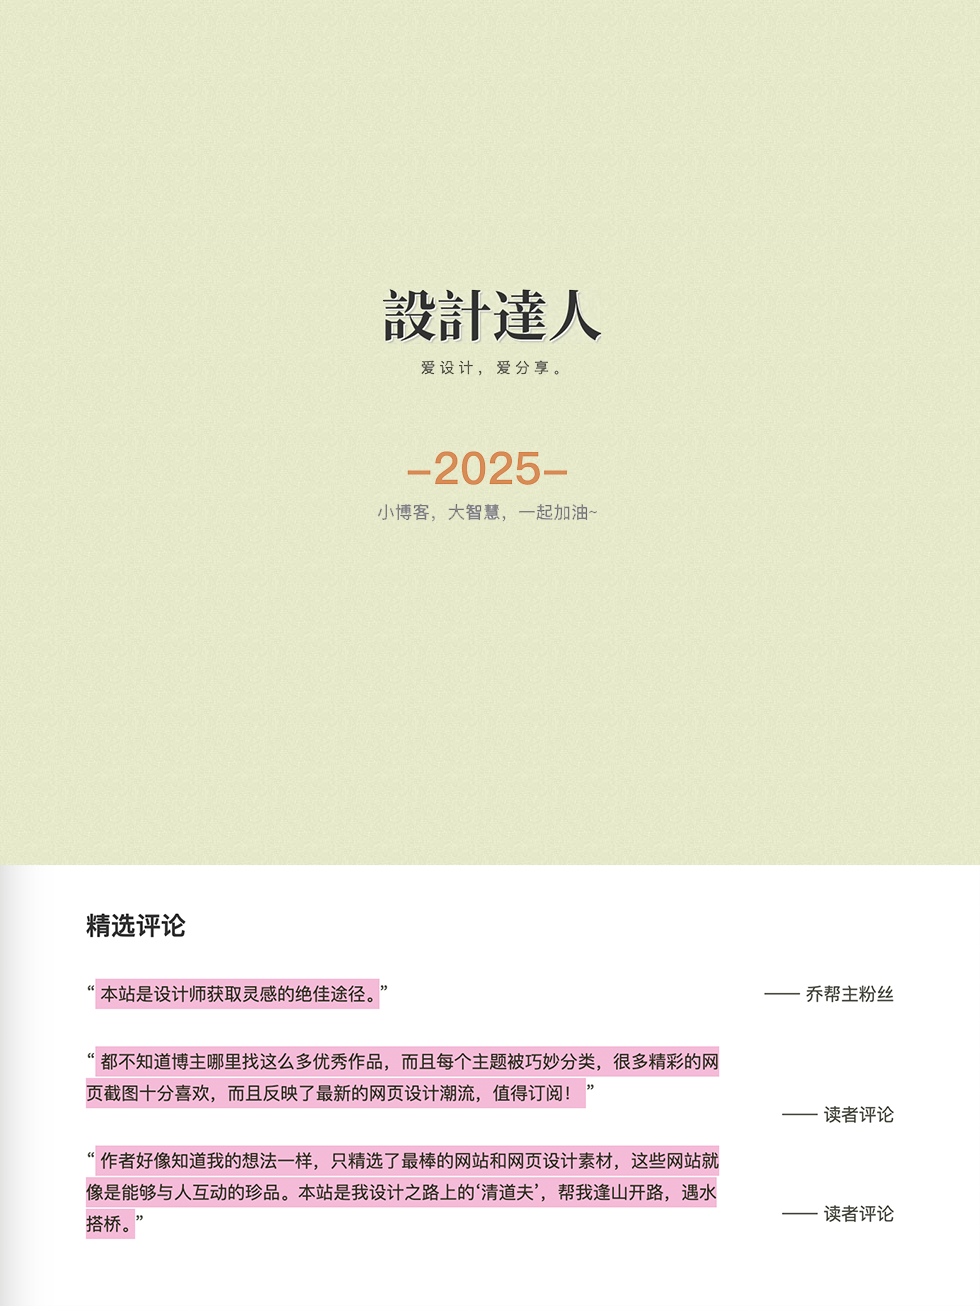 設計達人
爱设计，爱分享。
–2025–
小博客，大智慧，一起加油~
精选评论
“ 本站是设计师获取灵感的绝佳途径。”
—— 乔帮主粉丝
“ 都不知道博主哪里找这么多优秀作品，而且每个主题被巧妙分类，很多精彩的网
页截图十分喜欢，而且反映了最新的网页设计潮流，值得订阅！ ”
—— 读者评论
“ 作者好像知道我的想法一样，只精选了最棒的网站和网页设计素材，这些网站就
像是能够与人互动的珍品。本站是我设计之路上的‘清道夫’，帮我逢山开路，遇水
搭桥。”
—— 读者评论